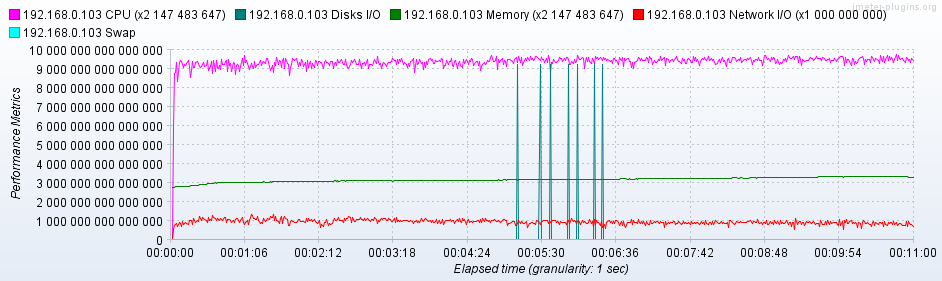 192.168.0.103 CPU (x2 147 483 647) 192.168.0.103 Disks I/O 192.168.0.103 Memory (x2 147 483 647) 192.168.0.103 Network I/O (x1 000 000 000)
jmeter-plugins.org
192.168.0.103 Swap
10 000 000 000 000 000
9 000 000 000 000 000
8 000 000 000 000 000
7 000 000 000 000 000
6 000 000 000 000 000
5 000 000 000 000 000
4 000 000 000 000 000
3 000 000 000 000 000
2 000 000 000 000 000
1 000 000 000 000 000
0
Performance Metrics
00:00:00 00:01:06 00:02:12 00:03:18 00:04:24 00:05:30 00:06:36 00:07:42 00:08:48 00:09:54 00:11:00
Elapsed time (granularity: 1 sec)